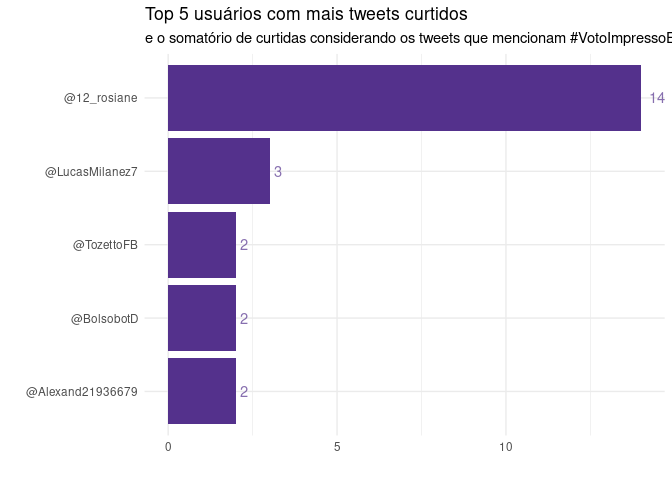 Top 5 usuários com mais tweets curtidos
e o somatório de curtidas considerando os tweets que mencionam #VotoImpressoE
@12_rosiane 14
@LucasMilanez7 3
@TozettoFB 2
@BolsobotD 2
@Alexand21936679 2
0 5 10